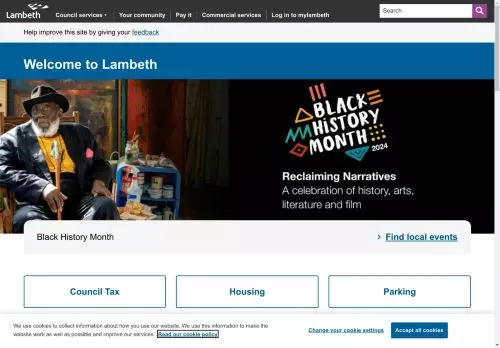 Lambeth
Council services
Your community
Pay it
Commercial services
Log in to mylambeth
Search
Help improve this site by giving your feedback
Welcome to Lambeth
BLACK
HISTORY
MONTH
2024
Reclaiming Narratives
A celebration of history, arts,
literature and film
Black History Month
Find local events
Council Tax
Housing
Parking
We use cookies to collect information about how you use our website. We use this information to make
the website work as well as possible and improve our services. Read our cookie policy
Change your cookie settings
Accept all cookies